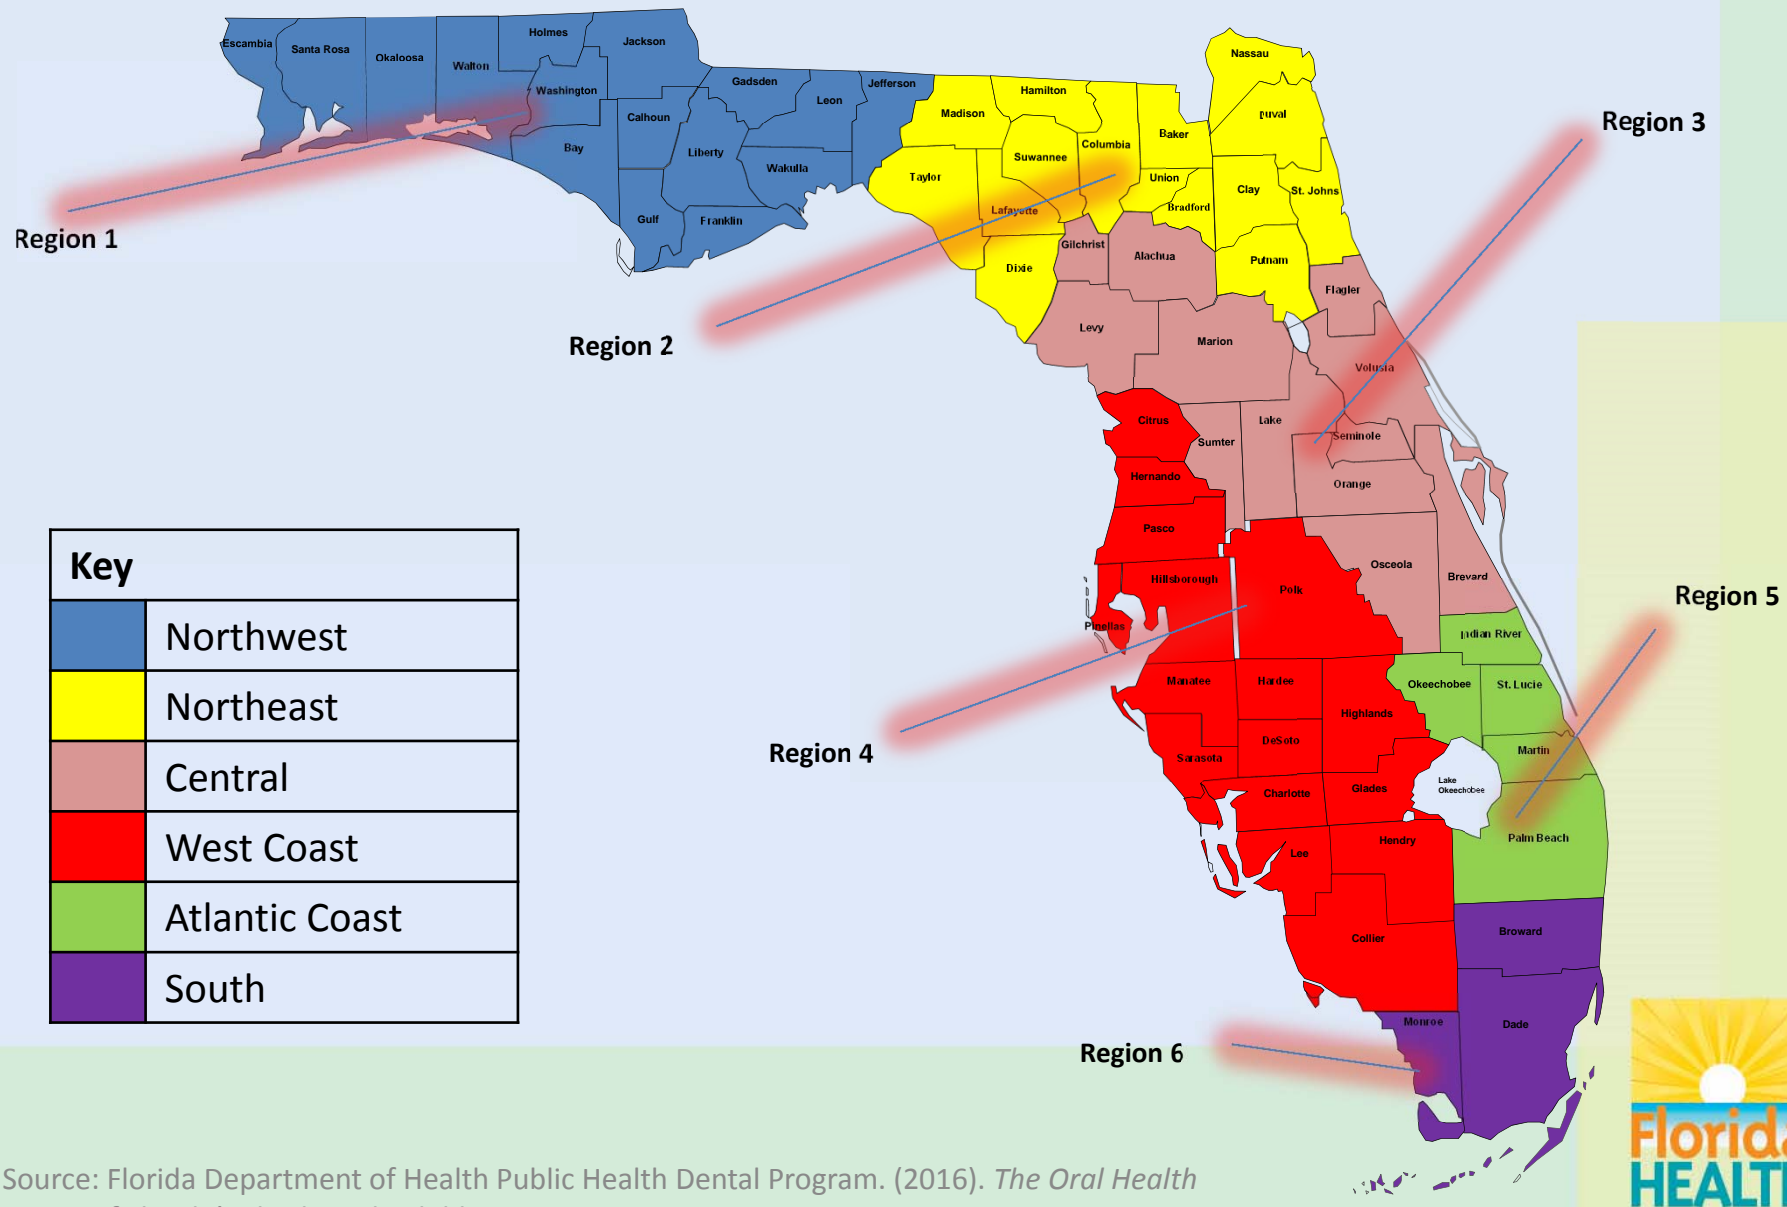 Escambia
Santa Rosa
Okaloosa
Walton
Holmes
Jackson
Washington
Bay
Calhoun
Gulf
Liberty
Franklin
Gadsden
Leon
Wakulla
Jefferson
Madison
Hamilton
Taylor
Suwannee
Lafayette
Columbia
Baker
Nassau
Duval
Union
Bradford
Clay
St. Johns
Putnam
Dixie
Gilchrist
Alachua
Levy
Marion
Flagler
Volusia
Citrus
Sumter
Lake
Seminole
Orange
Hernando
Pasco
Hillsborough
Pinellas
Polk
Osceola
Brevard
Indian River
Okeechobee
St. Lucie
Martin
Palm Beach
Lake
Okeechobee
Manatee
Hardee
Highlands
DeSoto
Sarasota
Charlotte
Glades
Lee
Hendry
Collier
Broward
Dade
Monroe
Region 1
Region 2
Region 3
Region 4
Region 5
Region 6
Key
Northwest
Northeast
Central
West Coast
Atlantic Coast
South
Source: Florida Department of Health Public Health Dental Program. (2016). The Oral Health
Florida
HEALTH